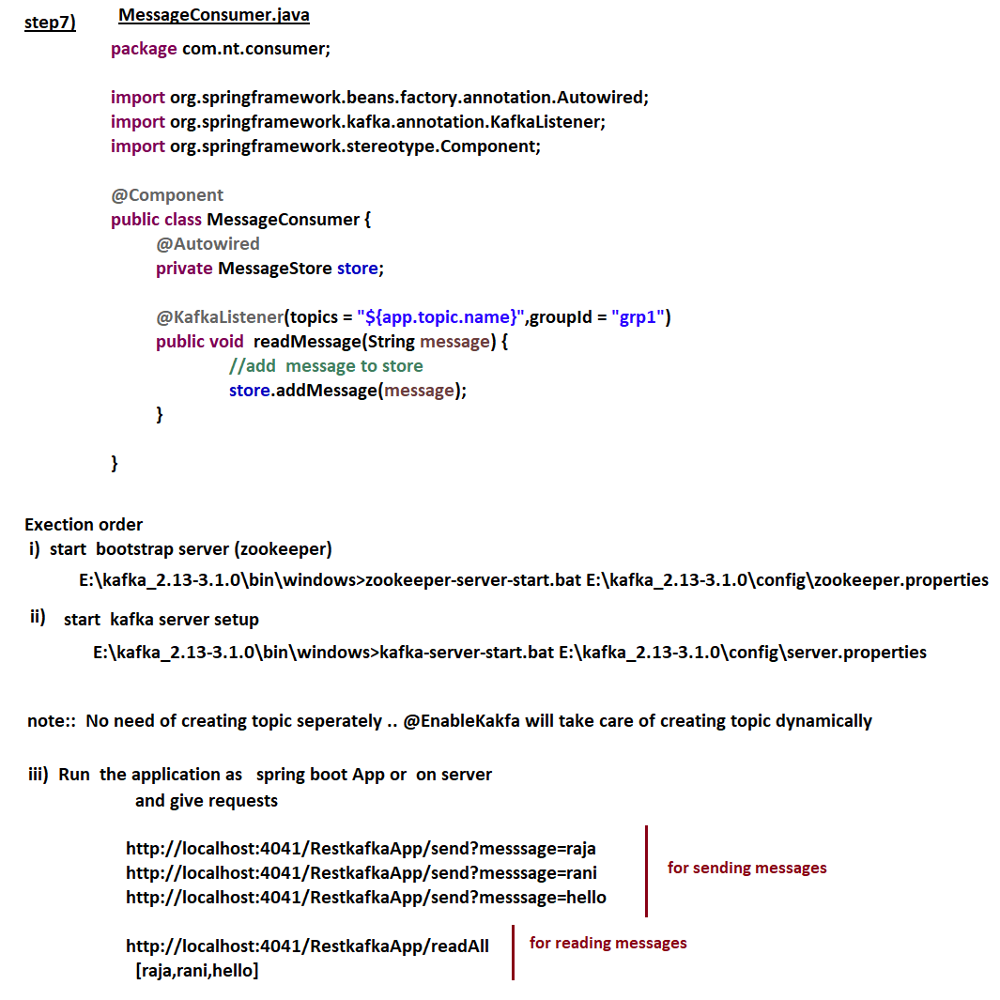 step7) MessageConsumer.java
package com.nt.consumer;
import org.springframework.beans.factory.annotation.Autowired;
import org.springframework.kafka.annotation.KafkaListener;
import org.springframework.stereotype.Component;
@Component
public class MessageConsumer {
@Autowired
private MessageStore store;
@KafkaListener(topics = "${app.topic.name}",groupId = "grp1")
public void  readMessage(String message) {
//add  message to store
store.addMessage(message);
}
}
Exection order
i)  start  bootstrap server (zookeeper)
E:\kafka_2.13-3.1.0\bin\windows>zookeeper-server-start.bat E:\kafka_2.13-3.1.0\config\zookeeper.properties
ii)  start  kafka server setup
E:\kafka_2.13-3.1.0\bin\windows>kafka-server-start.bat E:\kafka_2.13-3.1.0\config\server.properties
note::  No need of creating topic seperately .. @EnableKakfa will take care of creating topic dynamically
iii)  Run  the application as   spring boot App or  on server
and give requests
http://localhost:4041/RestkafkaApp/send?messsage=raja
http://localhost:4041/RestkafkaApp/send?messsage=rani
http://localhost:4041/RestkafkaApp/send?messsage=hello
for sending messages
http://localhost:4041/RestkafkaApp/readAll
[raja,rani,hello]
for reading messages